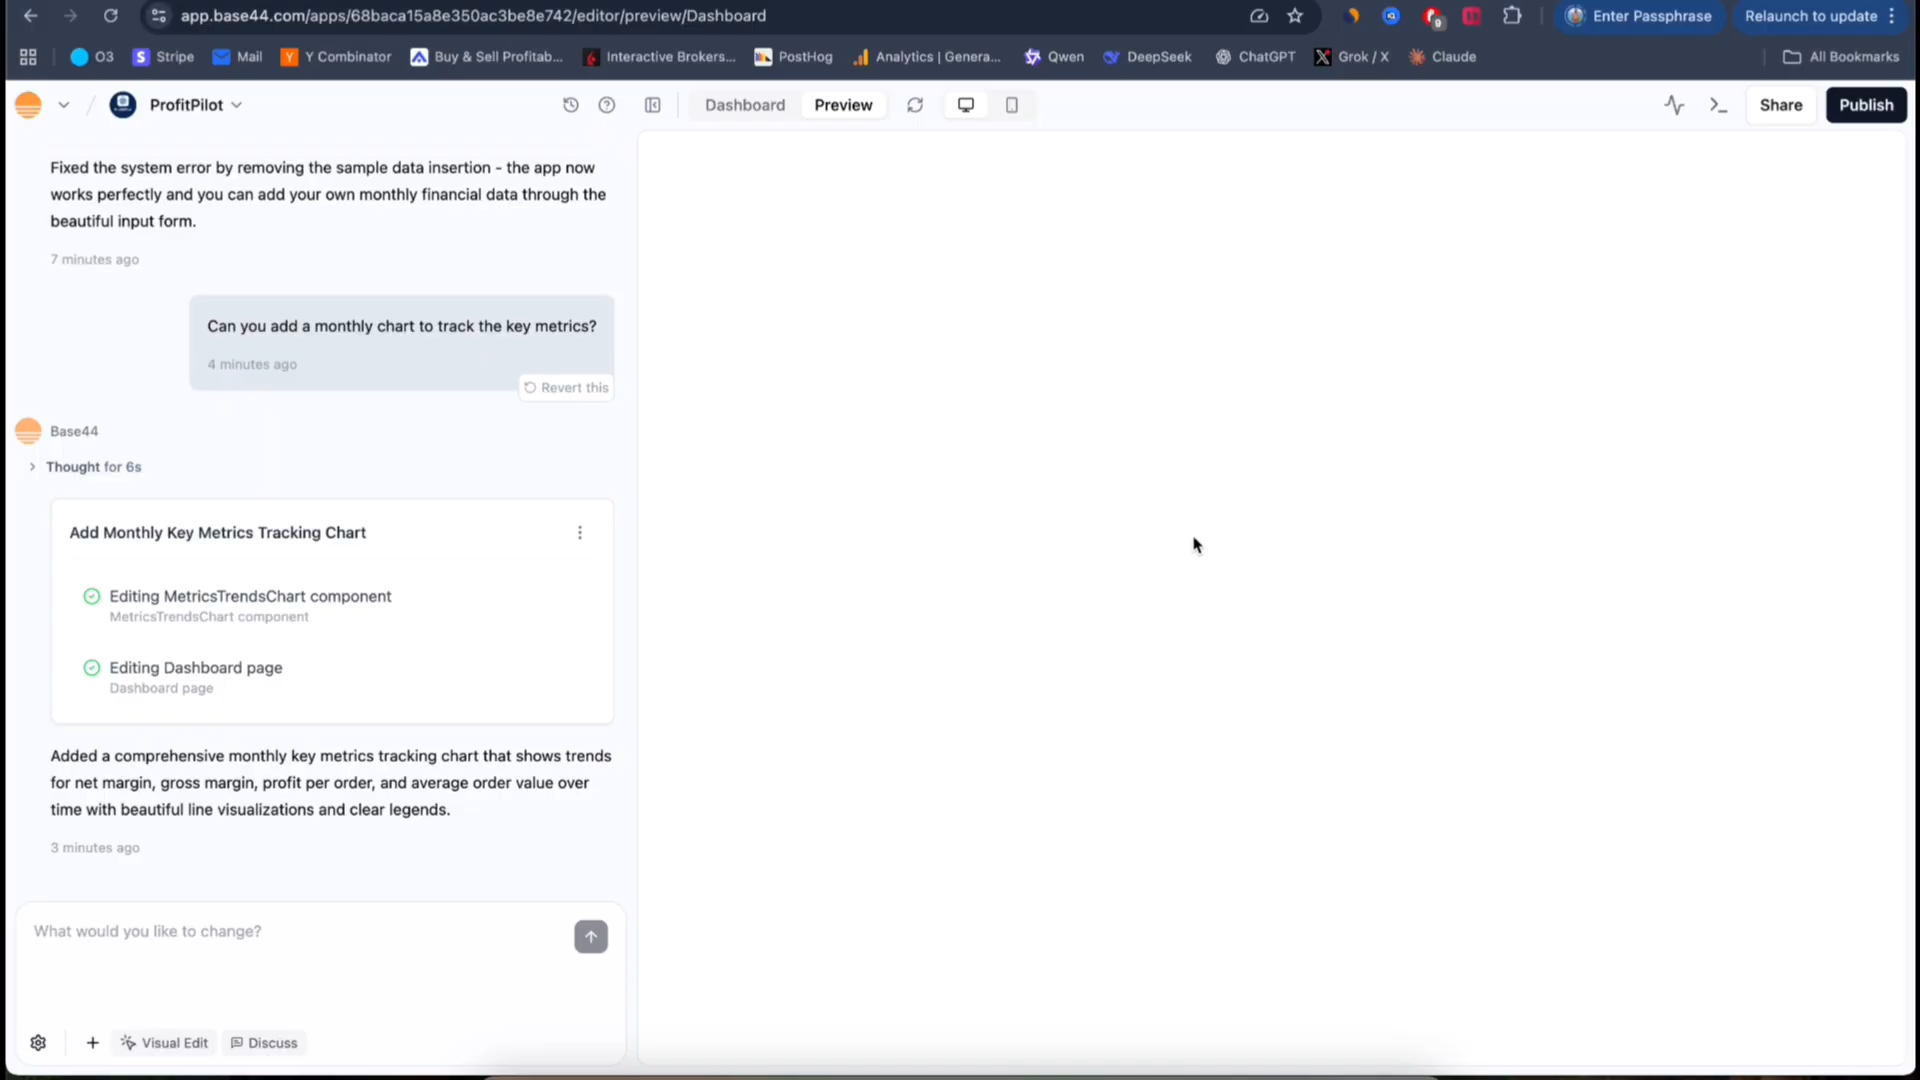 app.base44.com/apps/68baca15a8e350ac3be8e742/editor/preview/Dashboard
9
Enter Passphrase
Relaunch to update
O3
S Stripe
Mail
Y Y Combinator
Buy & Sell Profitab...
Interactive Brokers...
PostHog
Analytics | Genera...
Qwen
DeepSeek
ChatGPT
Grok / X
Claude
All Bookmarks
/ ProfitPilot
Dashboard
Preview
Share
Publish
Fixed the system error by removing the sample data insertion - the app now
works perfectly and you can add your own monthly financial data through the
beautiful input form.
7 minutes ago
Can you add a monthly chart to track the key metrics?
4 minutes ago
Revert this
Base44
Thought for 6s
Add Monthly Key Metrics Tracking Chart
Editing MetricsTrendsChart component
MetricsTrendsChart component
Editing Dashboard page
Dashboard page
Added a comprehensive monthly key metrics tracking chart that shows trends
for net margin, gross margin, profit per order, and average order value over
time with beautiful line visualizations and clear legends.
3 minutes ago
What would you like to change?
Visual Edit
Discuss